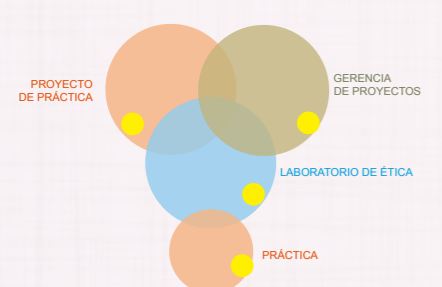 PROYECTO
DE PRÁCTICA
GERENCIA
DE PROYECTOS
LABORATORIO DE ÉTICA
PRÁCTICA